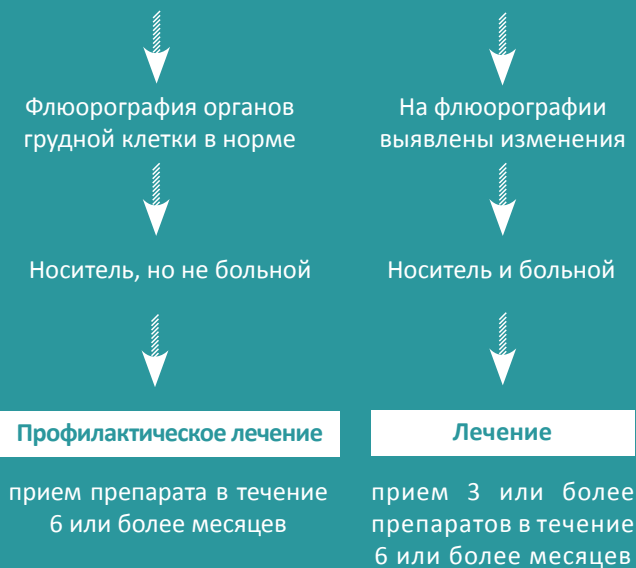 Флюорография органов
грудной клетки в норме
Носитель, но не больной
Профилактическое лечение
прием препарата в течение
6 или более месяцев
На флюорографии
выявлены изменения
Носитель и больной
Лечение
прием 3 или более
препаратов в течение
6 или более месяцев